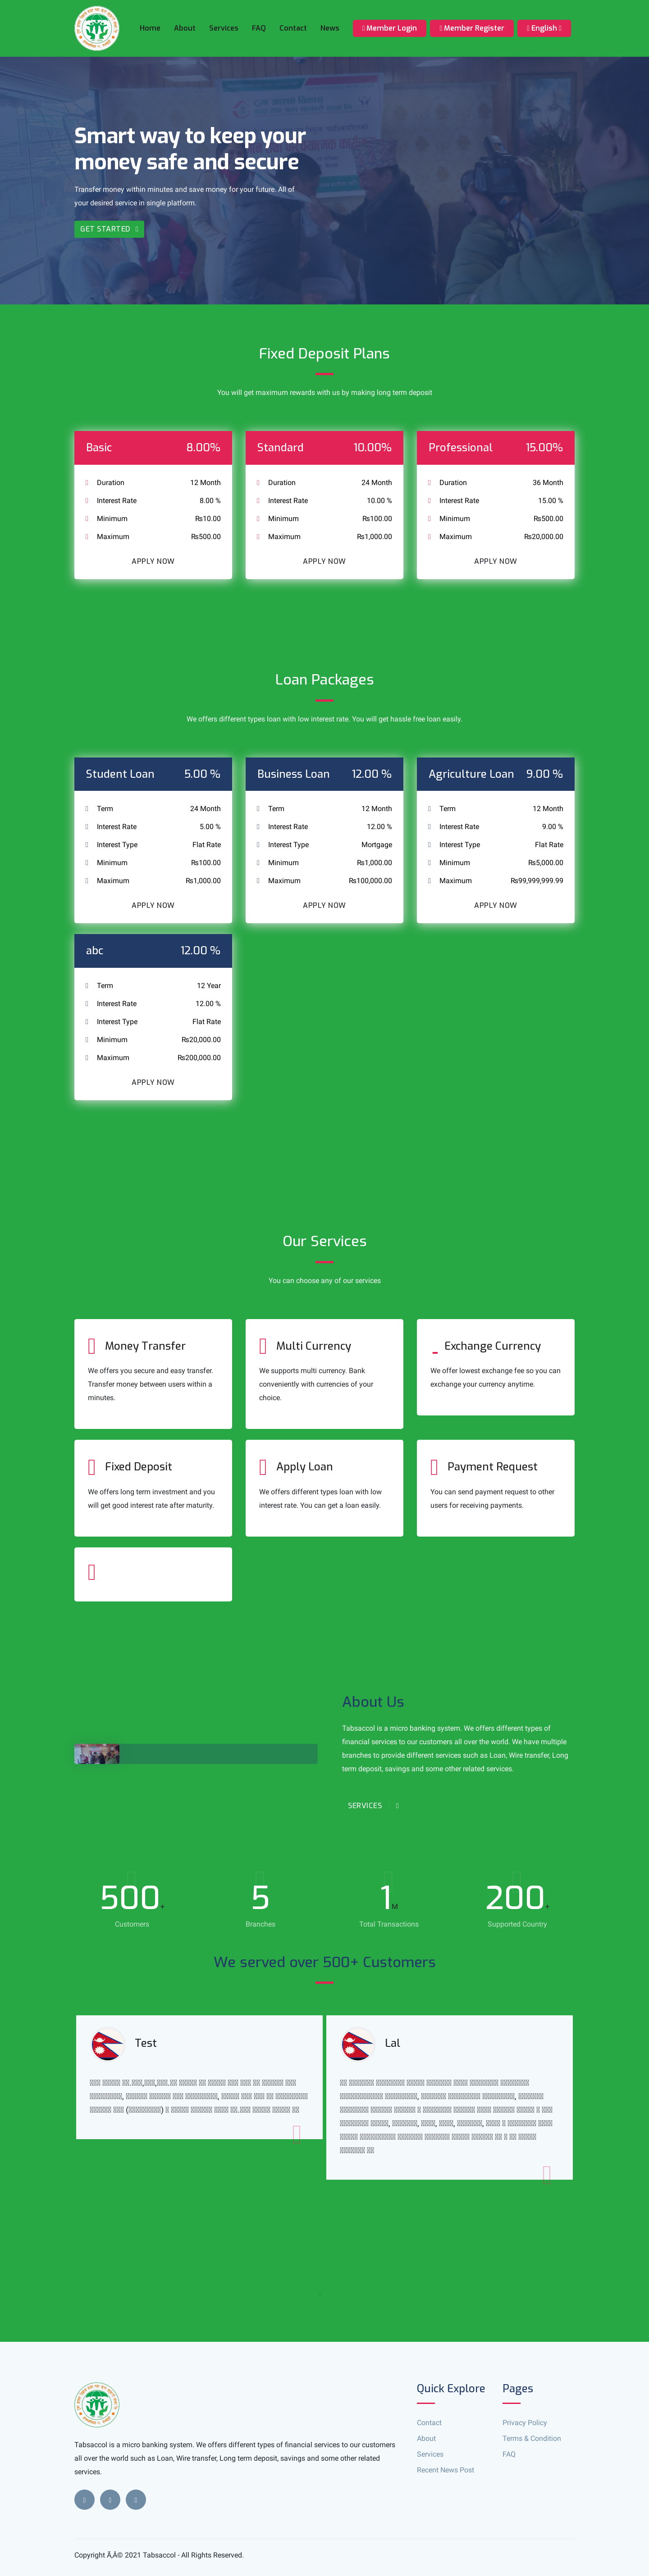 Home About Services FAQ Contact News Member Login Member Register English
Smart way to keep your
money safe and secure
Transfer money within minutes and save money for your future. All of
your desired service in single platform.
GET STARTED
Fixed Deposit Plans
You will get maximum rewards with us by making long term deposit
Basic 8.00%
Duration 12 Month
Interest Rate 8.00 %
Minimum ₨10.00
Maximum ₨500.00
APPLY NOW
Standard 10.00%
Duration 24 Month
Interest Rate 10.00 %
Minimum ₨100.00
Maximum ₨1,000.00
APPLY NOW
Professional 15.00%
Duration 36 Month
Interest Rate 15.00 %
Minimum ₨500.00
Maximum ₨20,000.00
APPLY NOW
Loan Packages
We offers different types loan with low interest rate. You will get hassle free loan easily.
Student Loan 5.00 %
Term 24 Month
Interest Rate 5.00 %
Interest Type Flat Rate
Minimum ₨100.00
Maximum ₨1,000.00
APPLY NOW
Business Loan 12.00 %
Term 12 Month
Interest Rate 12.00 %
Interest Type Mortgage
Minimum ₨1,000.00
Maximum ₨100,000.00
APPLY NOW
Agriculture Loan 9.00 %
Term 12 Month
Interest Rate 9.00 %
Interest Type Flat Rate
Minimum ₨5,000.00
Maximum ₨99,999,999.99
APPLY NOW
abc 12.00 %
Term 12 Year
Interest Rate 12.00 %
Interest Type Flat Rate
Minimum ₨20,000.00
Maximum ₨200,000.00
APPLY NOW
Our Services
You can choose any of our services
Money Transfer
We offers you secure and easy transfer.
Transfer money between users within a
minutes.
Multi Currency
We supports multi currency. Bank
conveniently with currencies of your
choice.
Exchange Currency
We offer lowest exchange fee so you can
exchange your currency anytime.
Fixed Deposit
We offers long term investment and you
will get good interest rate after maturity.
Apply Loan
We offers different types loan with low
interest rate. You can get a loan easily.
Payment Request
You can send payment request to other
users for receiving payments.
About Us
Tabsaccol is a micro banking system. We offers different types of
financial services to our customers all over the world. We have multiple
branches to provide different services such as Loan, Wire transfer, Long
term deposit, savings and some other related services.
SERVICES
500+
Customers
5
Branches
1M
Total Transactions
200+
Supported Country
We served over 500+ Customers
Test
Lal
Tabsaccol is a micro banking system. We offers different types of financial services to our customers
all over the world such as Loan, Wire transfer, Long term deposit, savings and some other related
services.
Quick Explore
Contact
About
Services
Recent News Post
Pages
Privacy Policy
Terms & Condition
FAQ
Copyright Ã‚Â© 2021 Tabsaccol - All Rights Reserved.